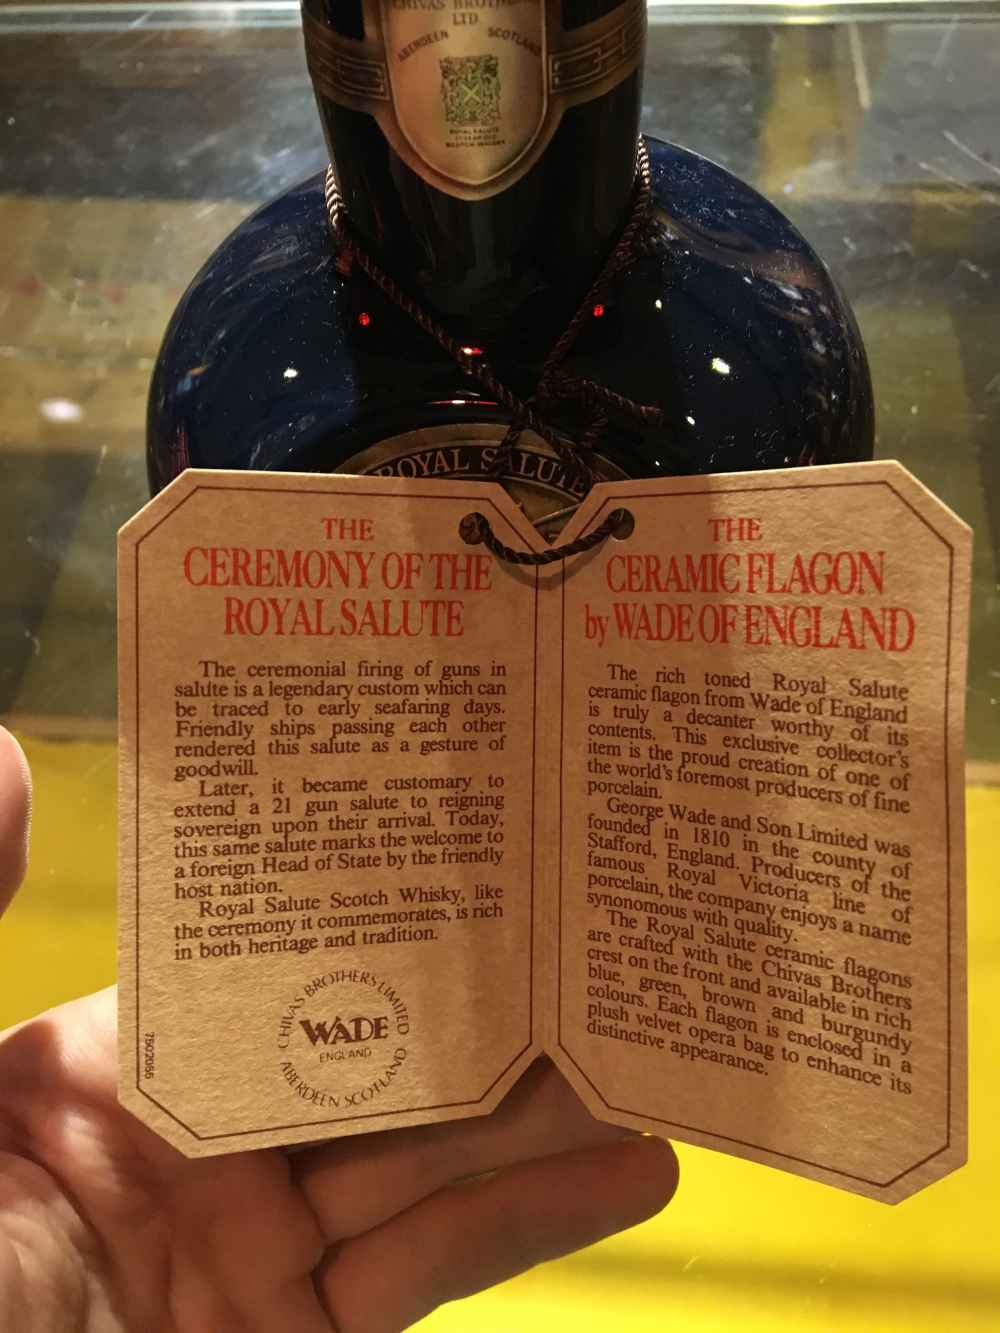 CHIVAS BROTHERS
LTD.
ABERDEEN SCOTLAND
ROYAL SALUTE
SCOTCH WHISKY
ROYAL SALUTE
THE
CEREMONY OF THE
ROYAL SALUTE
The ceremonial firing of guns in
salute is a legendary custom which can
be traced to early seafaring days.
Friendly ships passing each other
rendered this salute as a gesture of
goodwill.
Later, it became customary to
extend a 21 gun salute to reigning
sovereign upon their arrival. Today,
this same salute marks the welcome to
a foreign Head of State by the friendly
host nation.
Royal Salute Scotch Whisky, like
the ceremony it commemorates, is rich
in both heritage and tradition.
CHIVAS BROTHERS LIMITED
WADE
ENGLAND
ABERDEEN SCOTLAND
7502056
THE
CERAMIC FLAGON
by WADE OF ENGLAND
The rich toned Royal Salute
ceramic flagon from Wade of England
is truly a decanter worthy of its
contents. This exclusive collector's
item is the proud creation of one of
the world's foremost producers of fine
porcelain.
George Wade and Son Limited was
founded in 1810 in the county of
Stafford, England. Producers of the
famous Royal Victoria line of
porcelain, the company enjoys a name
synonomous with quality.
The Royal Salute ceramic flagons
are crafted with the Chivas Brothers
crest on the front and available in rich
blue, green, brown and burgundy
colours. Each flagon is enclosed in a
plush velvet opera bag to enhance its
distinctive appearance.